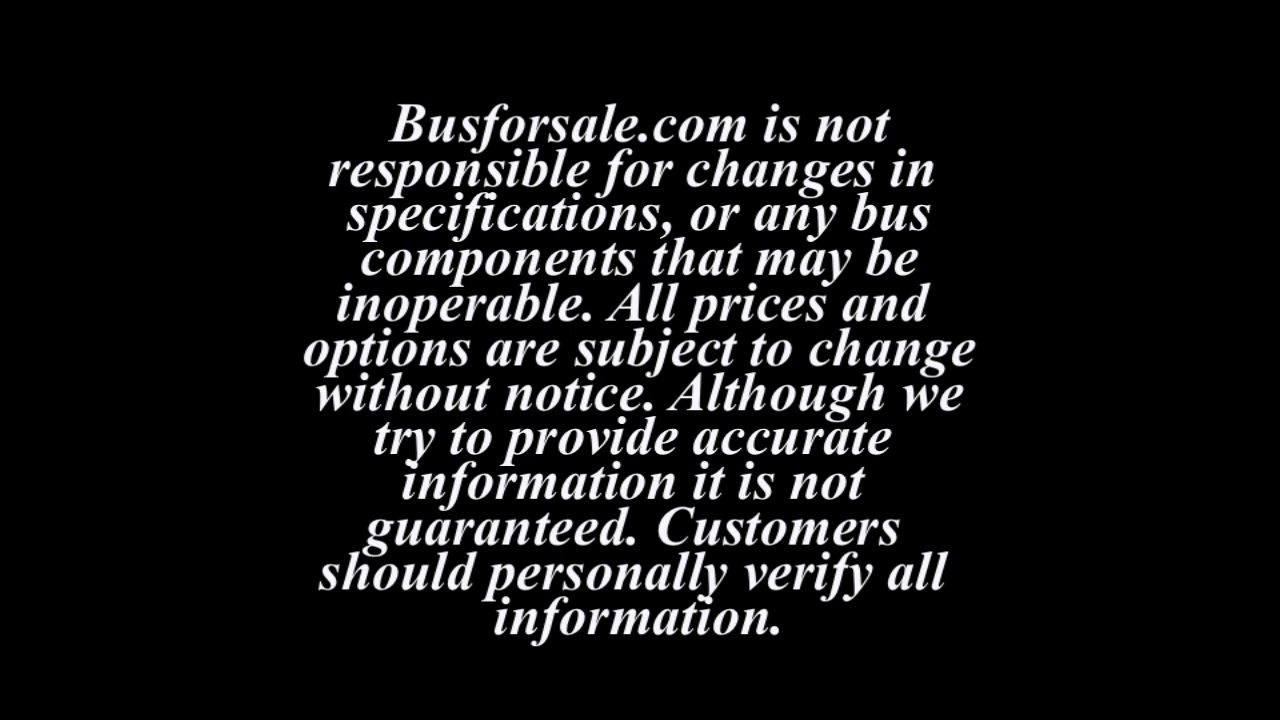 Busforsale.com is not
responsible for changes in
specifications, or any bus
components that may be
inoperable. All prices and
options are subject to change
without notice. Although we
try to provide accurate
information it is not
guaranteed. Customers
should personally verify all
information.